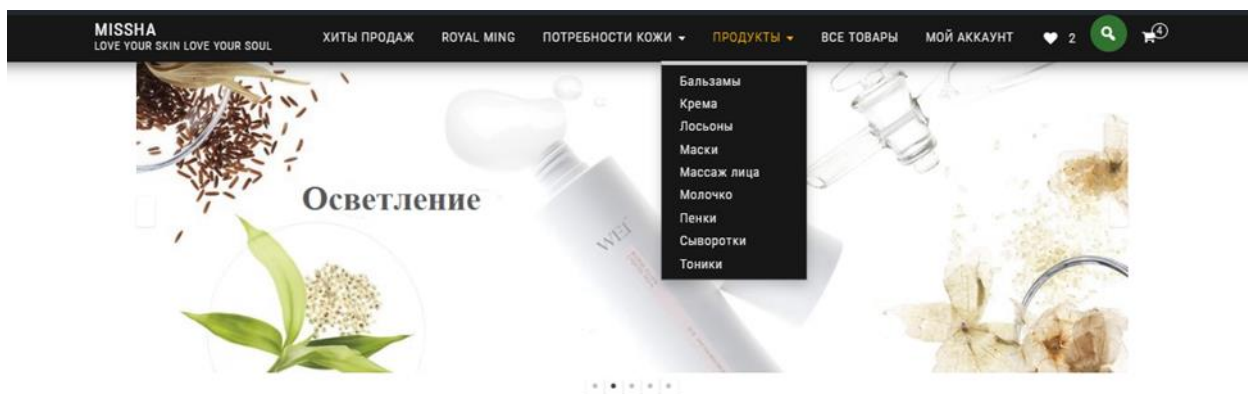 MISSHA
LOVE YOUR SKIN LOVE YOUR SOUL
ХИТЫ ПРОДАЖ ROYAL MING ПОТРЕБНОСТИ КОЖИ ПРОДУКТЫ ВСЕ ТОВАРЫ МОЙ АККАУНТ 2 4
Бальзамы
Крема
Лосьоны
Маски
Массаж лица
Молочко
Пенки
Сыворотки
Тоники
Осветление
WEI